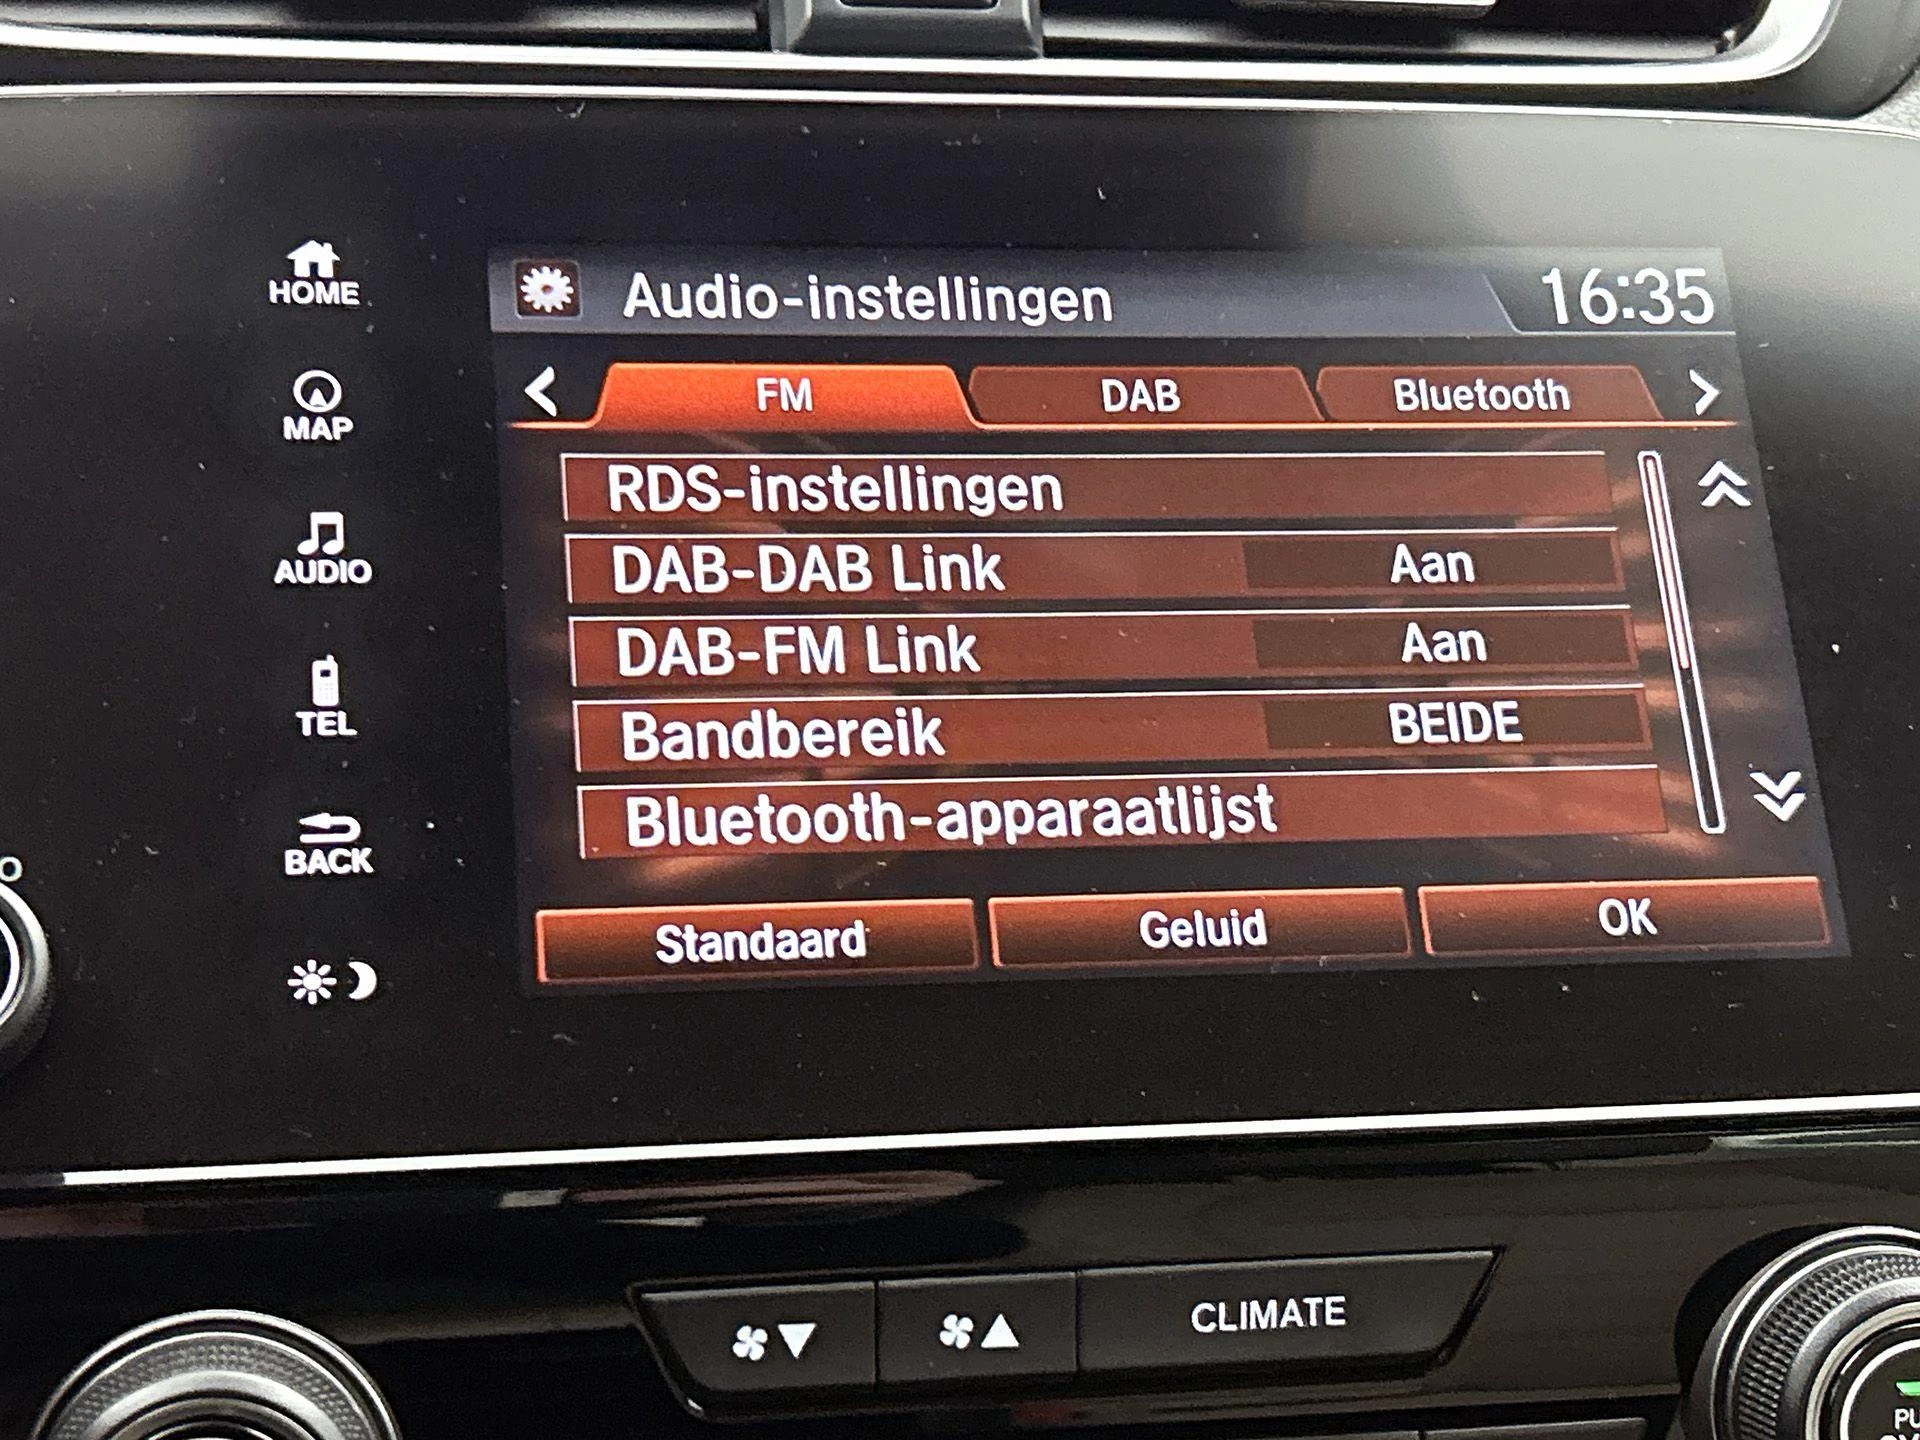 HOME
MAP
AUDIO
TEL
BACK
Audio-instellingen 16:35
FM DAB Bluetooth
RDS-instellingen
DAB-DAB Link Aan
DAB-FM Link Aan
Bandbereik BEIDE
Bluetooth-apparaatlijst
Standaard Geluid OK
CLIMATE